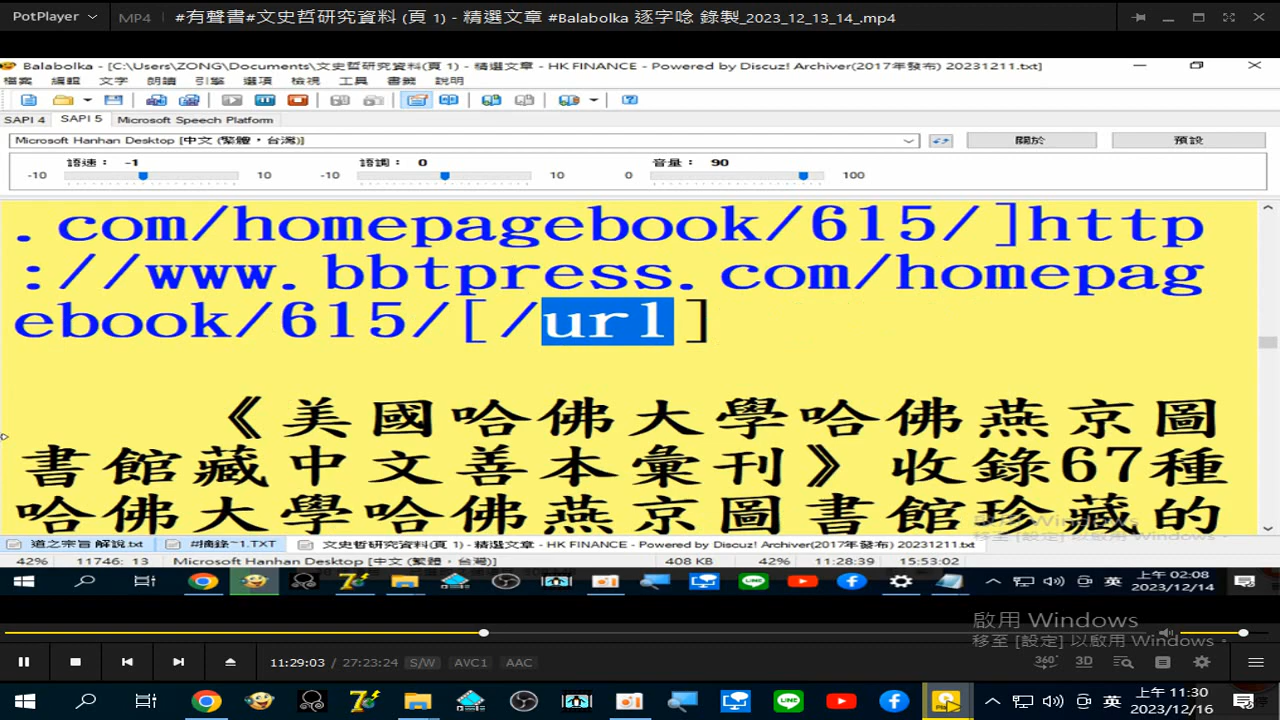 PotPlayer MP4 #有聲書#文史哲研究資料 (頁 1) - 精選文章 #Balabolka 逐字唸 錄製_2023_12_13_14_.mp4
Balabolka - [C:\Users\ZONG\Documents\文史哲研究資料(頁 1) - 精選文章 - HK FINANCE - Powered by Discuz! Archiver(2017年發布) 20231211.txt]
檔案 編輯 文字 朗讀 引擎 選項 檢視 工具 書籤 說明
SAPI 4 SAPI 5 Microsoft Speech Platform
Microsoft Hanhan Desktop [中文 (繁體，台灣)] 關於 預設
語速： -1 語調： 0 音量： 90
-10 10 -10 10 0 100
.com/homepagebook/615/]http
://www.bbtpress.com/homepag
ebook/615/[/url]
《美國哈佛大學哈佛燕京圖
書館藏中文善本彙刊》收錄67種
哈佛大學哈佛燕京圖書館珍藏的
啟用 Windows
移至 [設定] 以啟用 Windows。
道之宗旨 解說.txt #摘錄~1.TXT 文史哲研究資料(頁 1) - 精選文章 - HK FINANCE - Powered by Discuz! Archiver(2017年發布) 20231211.txt
42% 11746: 13 Microsoft Hanhan Desktop [中文 (繁體，台灣)] 408 KB 42% 11:28:39 15:53:02
英 上午 02:08
2023/12/14
啟用 Windows
移至 [設定] 以啟用 Windows。
11:29:03 / 27:23:24 S/W AVC1 AAC 360° 3D
英 上午 11:30
2023/12/16